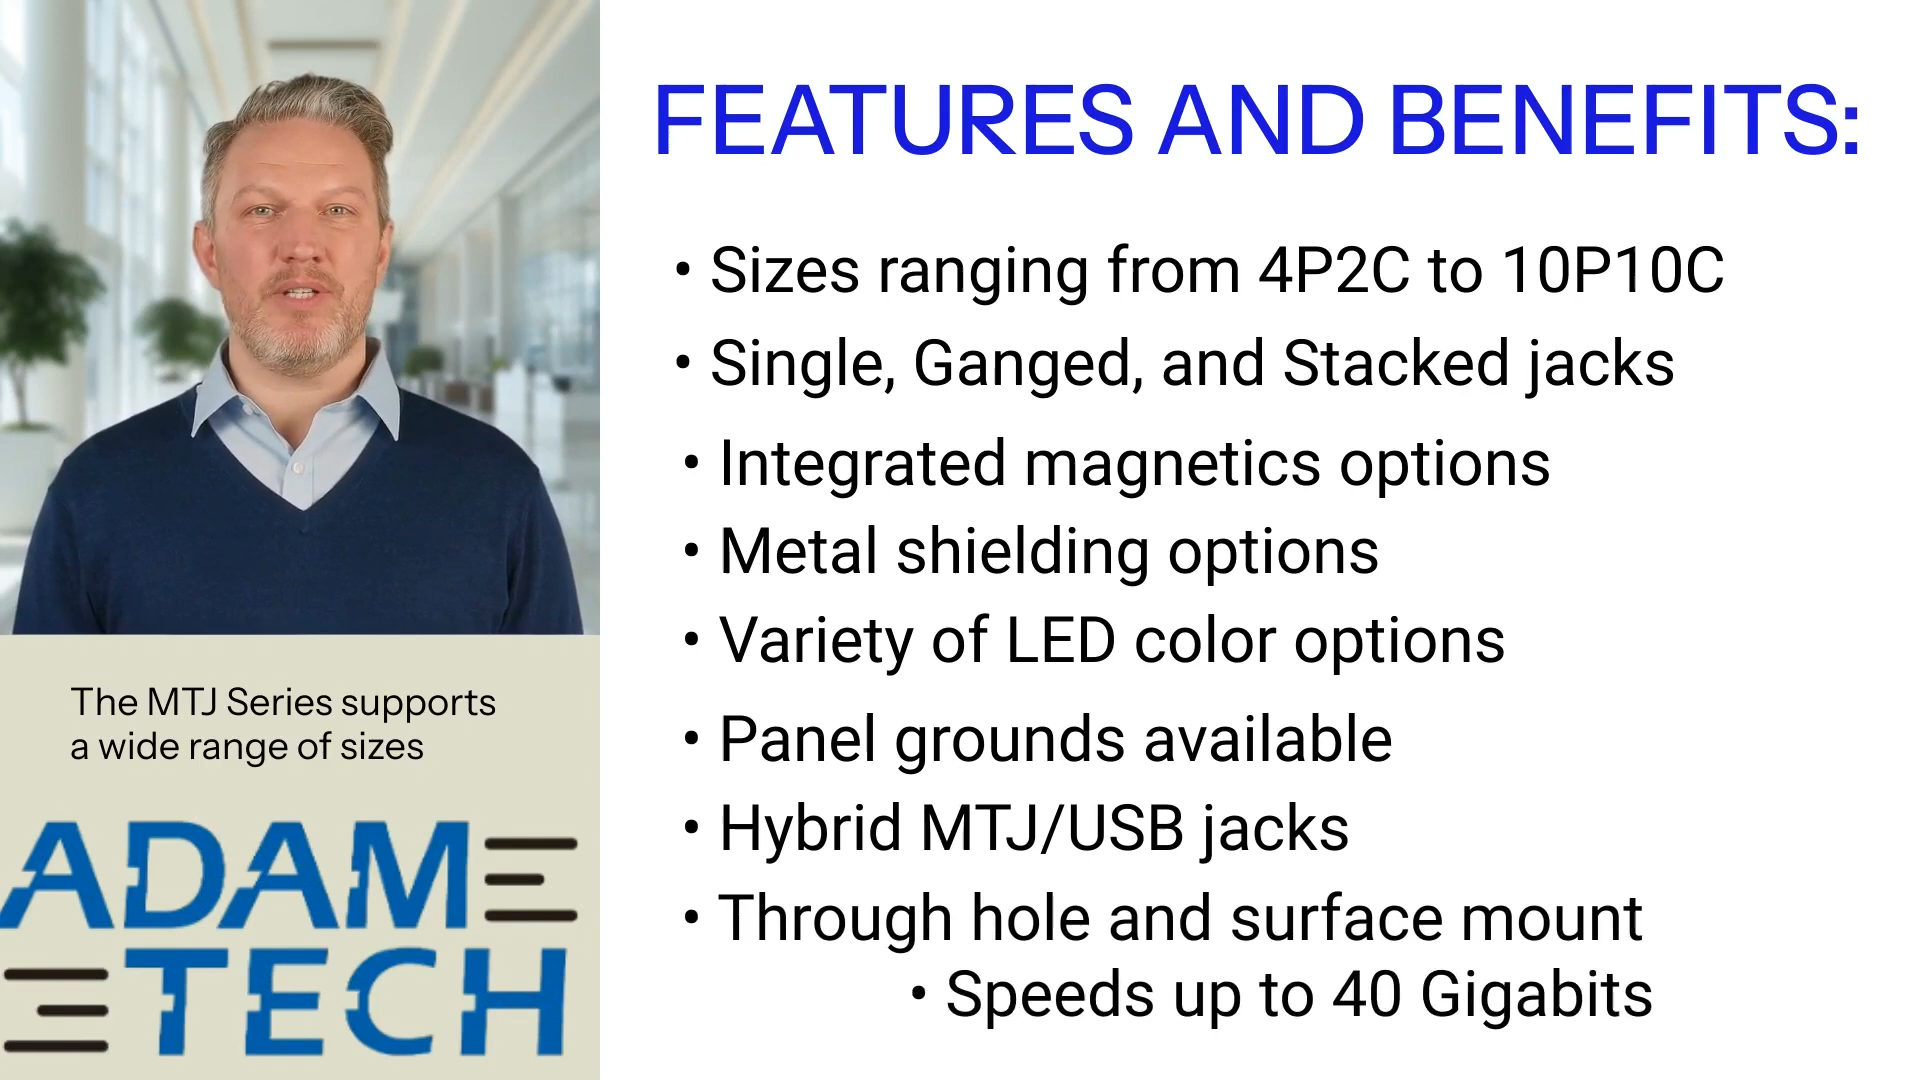 FEATURES AND BENEFITS:
• Sizes ranging from 4P2C to 10P10C
• Single, Ganged, and Stacked jacks
• Integrated magnetics options
• Metal shielding options
• Variety of LED color options
• Panel grounds available
• Hybrid MTJ/USB jacks
• Through hole and surface mount
• Speeds up to 40 Gigabits
The MTJ Series supports
a wide range of sizes
ADAM
TECH